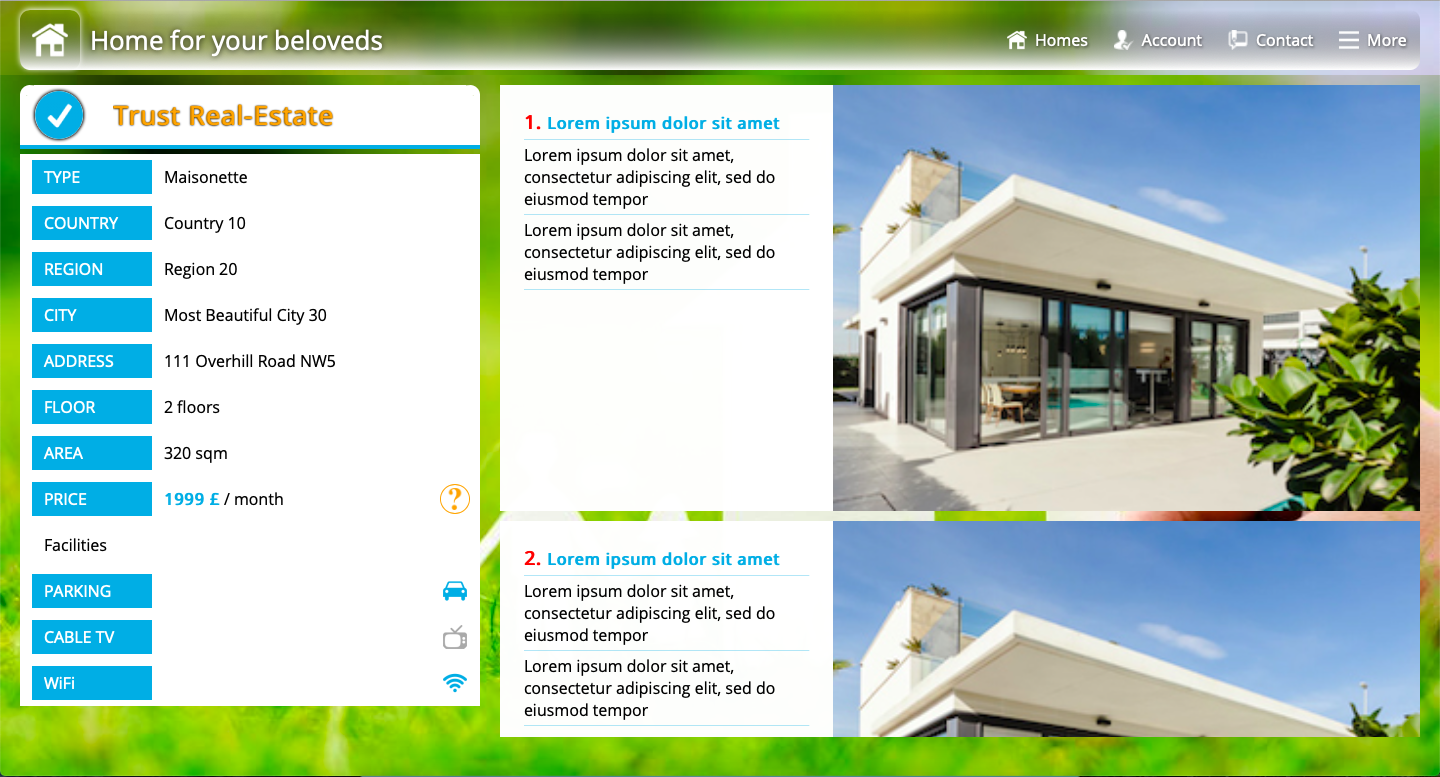 Home for your beloveds
Homes
Account
Contact
More
Trust Real-Estate
TYPE Maisonette
COUNTRY Country 10
REGION Region 20
CITY Most Beautiful City 30
ADDRESS 111 Overhill Road NW5
FLOOR 2 floors
AREA 320 sqm
PRICE 1999 £ / month ?
Facilities
PARKING
CABLE TV
WiFi
1. Lorem ipsum dolor sit amet
Lorem ipsum dolor sit amet,
consectetur adipiscing elit, sed do
eiusmod tempor
Lorem ipsum dolor sit amet,
consectetur adipiscing elit, sed do
eiusmod tempor
2. Lorem ipsum dolor sit amet
Lorem ipsum dolor sit amet,
consectetur adipiscing elit, sed do
eiusmod tempor
Lorem ipsum dolor sit amet,
consectetur adipiscing elit, sed do
eiusmod tempor